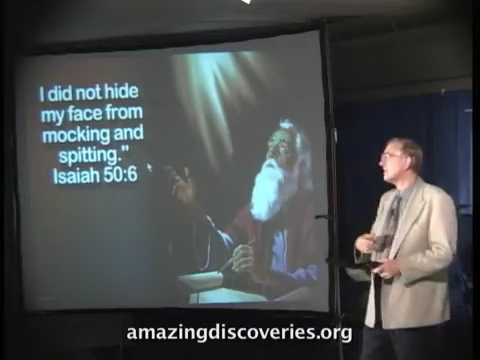 I did not hide
my face from
mocking and
spitting."
Isaiah 50:6
amazingdiscoveries.org